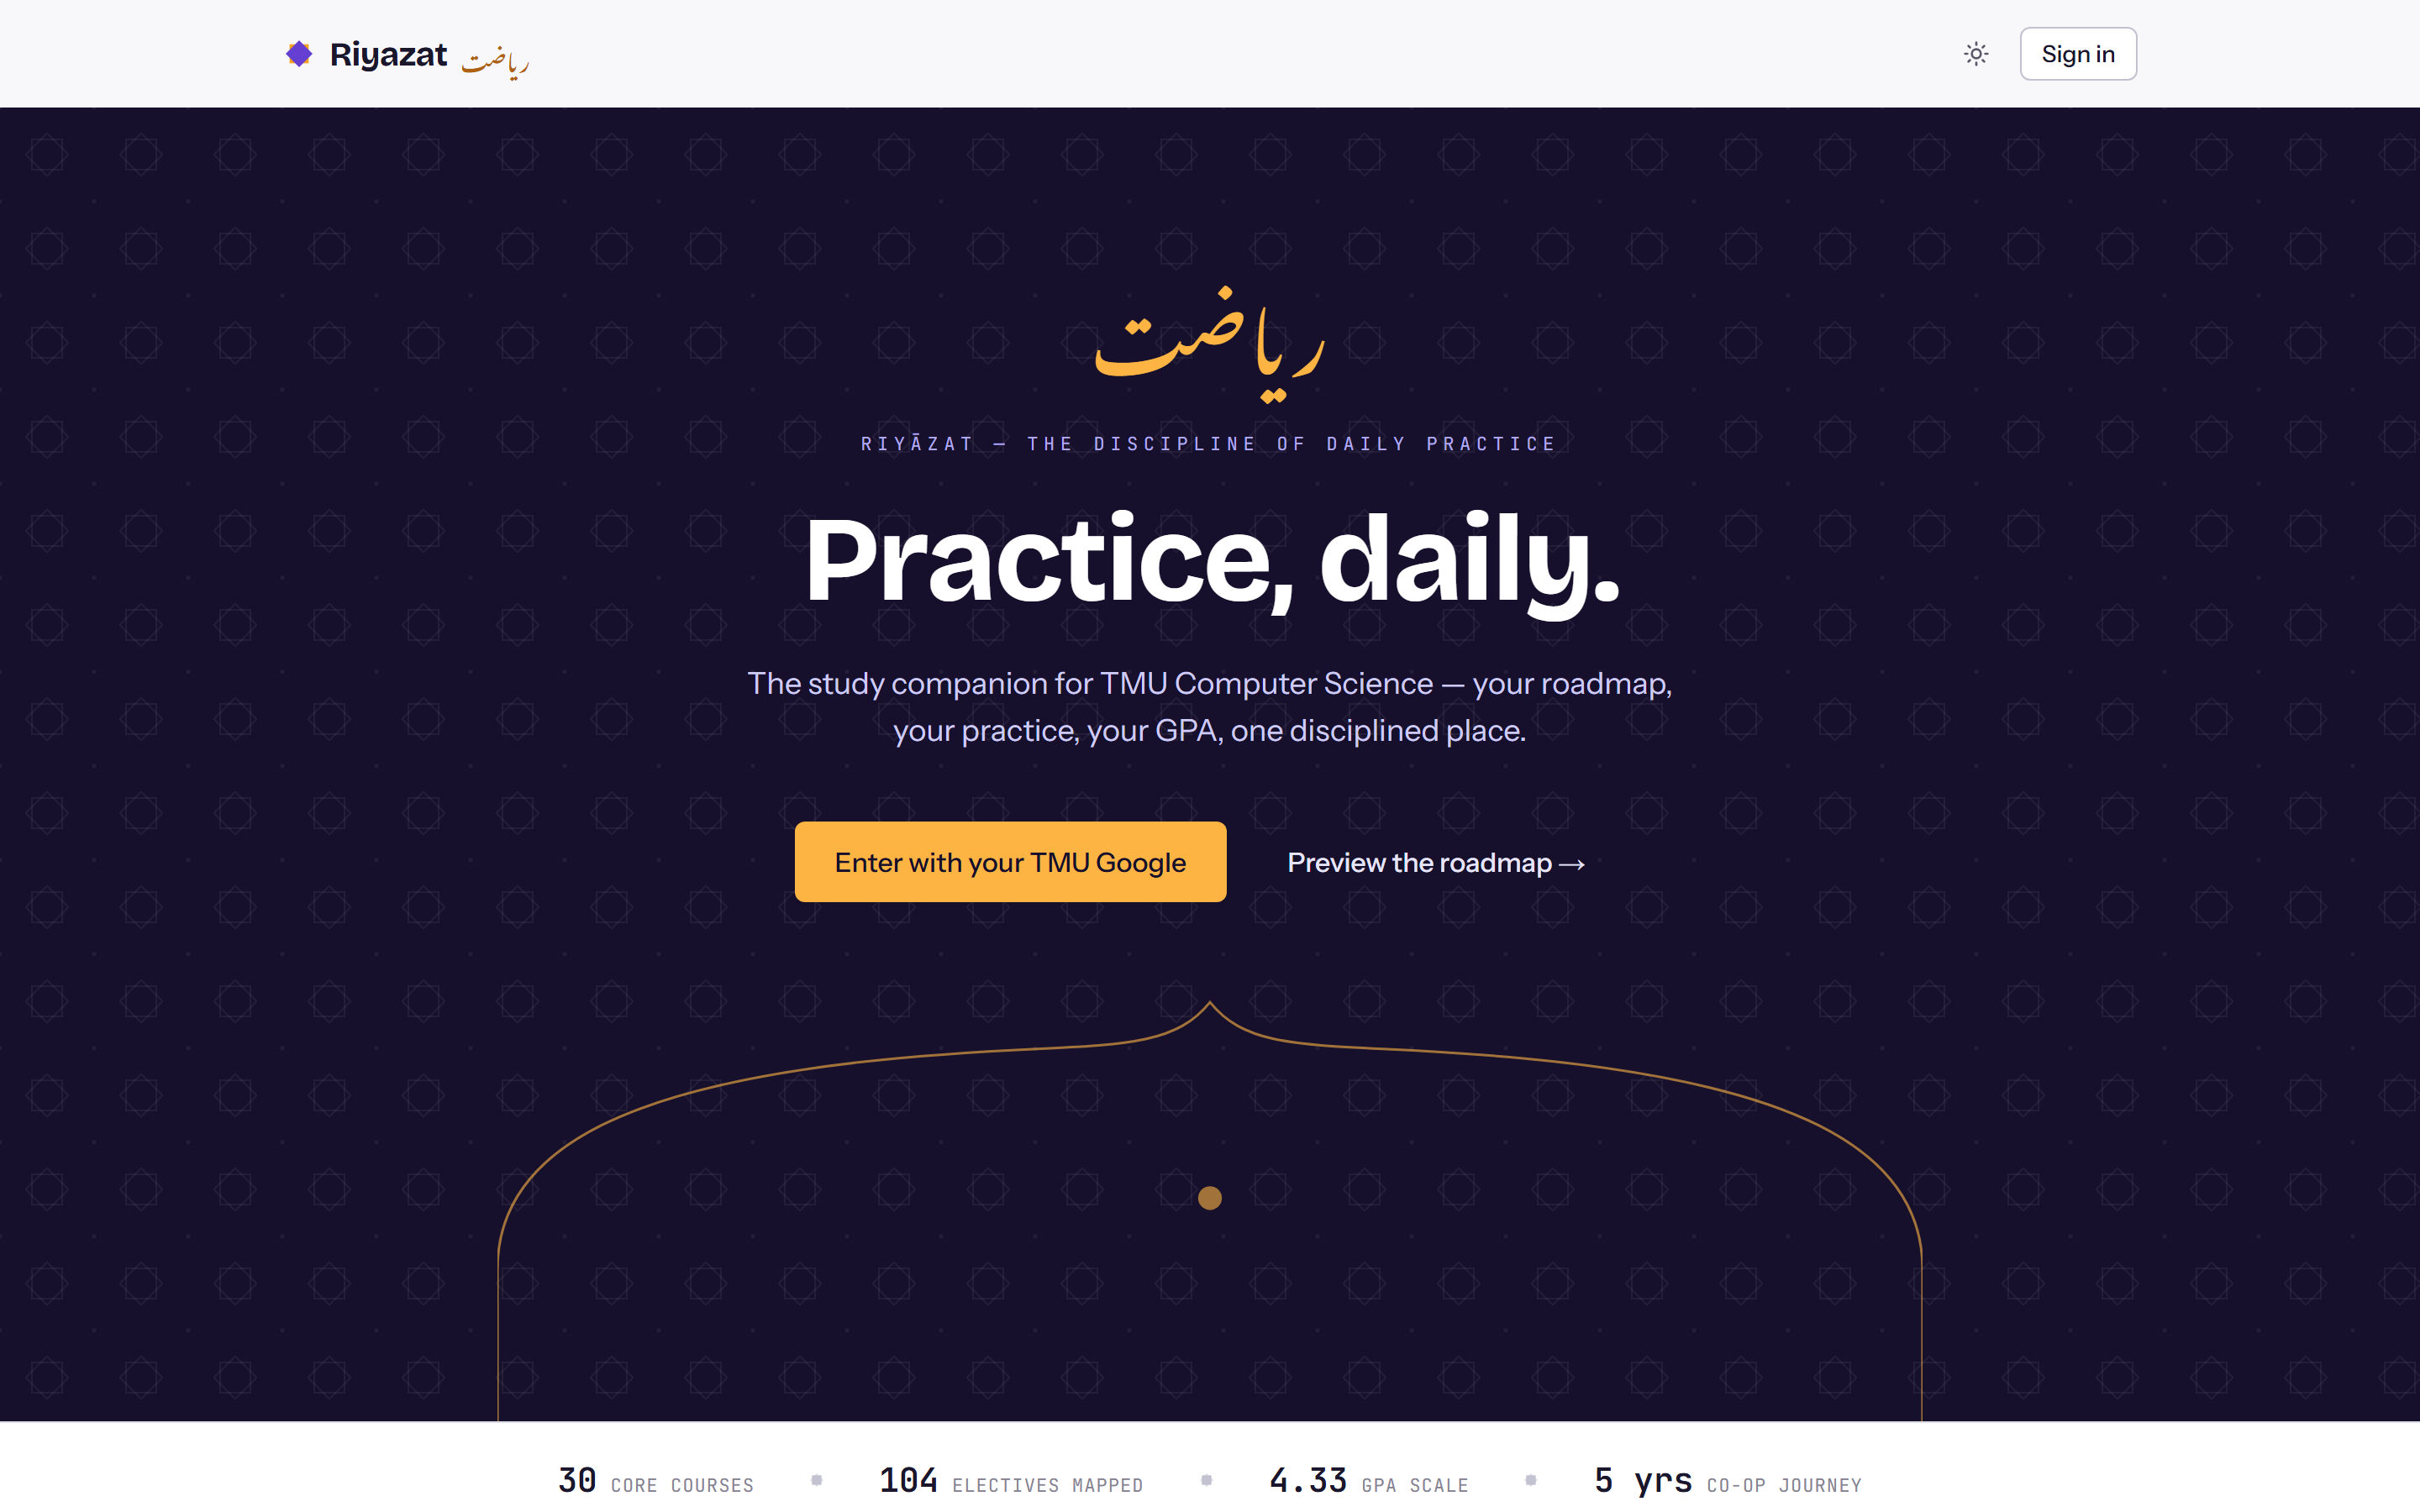 Riyazat ریاضت
Sign in
ریاضت
RIYĀZAT — THE DISCIPLINE OF DAILY PRACTICE
Practice, daily.
The study companion for TMU Computer Science — your roadmap,
your practice, your GPA, one disciplined place.
Enter with your TMU Google
Preview the roadmap →
30 CORE COURSES
104 ELECTIVES MAPPED
4.33 GPA SCALE
5 yrs CO-OP JOURNEY